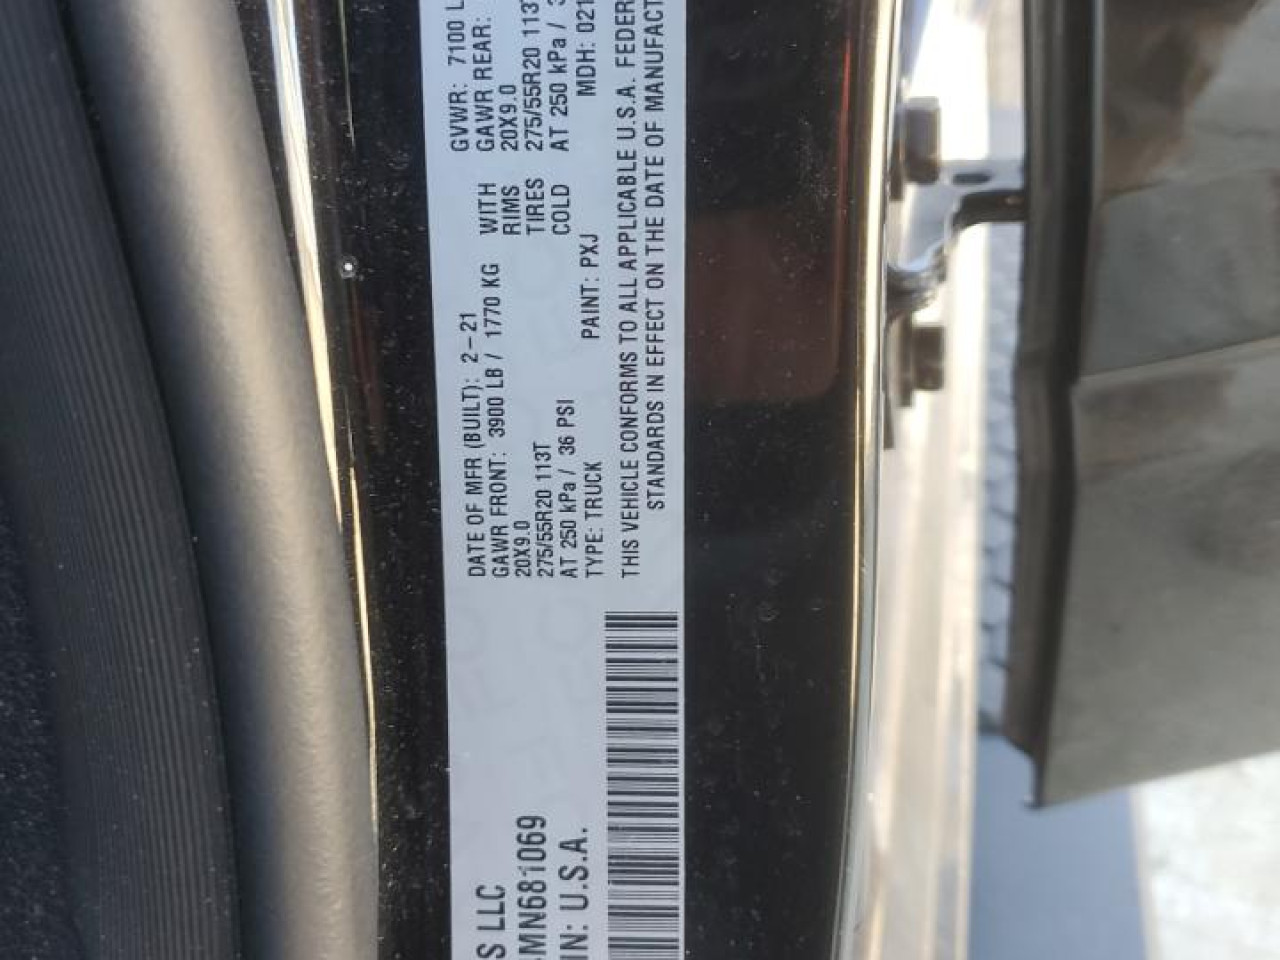 S LLC
MN681069
IN: U.S.A.
DATE OF MFR (BUILT): 2-21
GVWR: 7100 L
GAWR FRONT: 3900 LB / 1770 KG WITH
GAWR REAR:
20X9.0 RIMS 20X9.0
275/55R20 113T TIRES 275/55R20 113T
AT 250 kPa / 36 PSI COLD AT 250 kPa / 3
TYPE: TRUCK PAINT: PXJ MDH: 021
THIS VEHICLE CONFORMS TO ALL APPLICABLE U.S.A. FEDER
STANDARDS IN EFFECT ON THE DATE OF MANUFACT